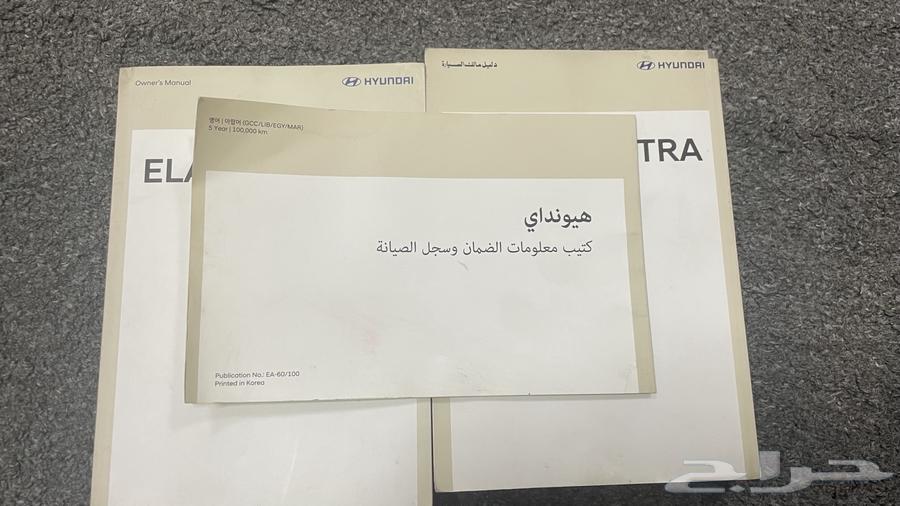 Owner's Manual
HYUNDAI
ELA
دليل مالك السيارة
HYUNDAI
TRA
영어 | 아랍어 (GCC/LIB/EGY/MAR)
5 Year | 100,000 km
هيونداي
كتيب معلومات الضمان وسجل الصيانة
Publication No.: EA-60/100
Printed in Korea
حراج